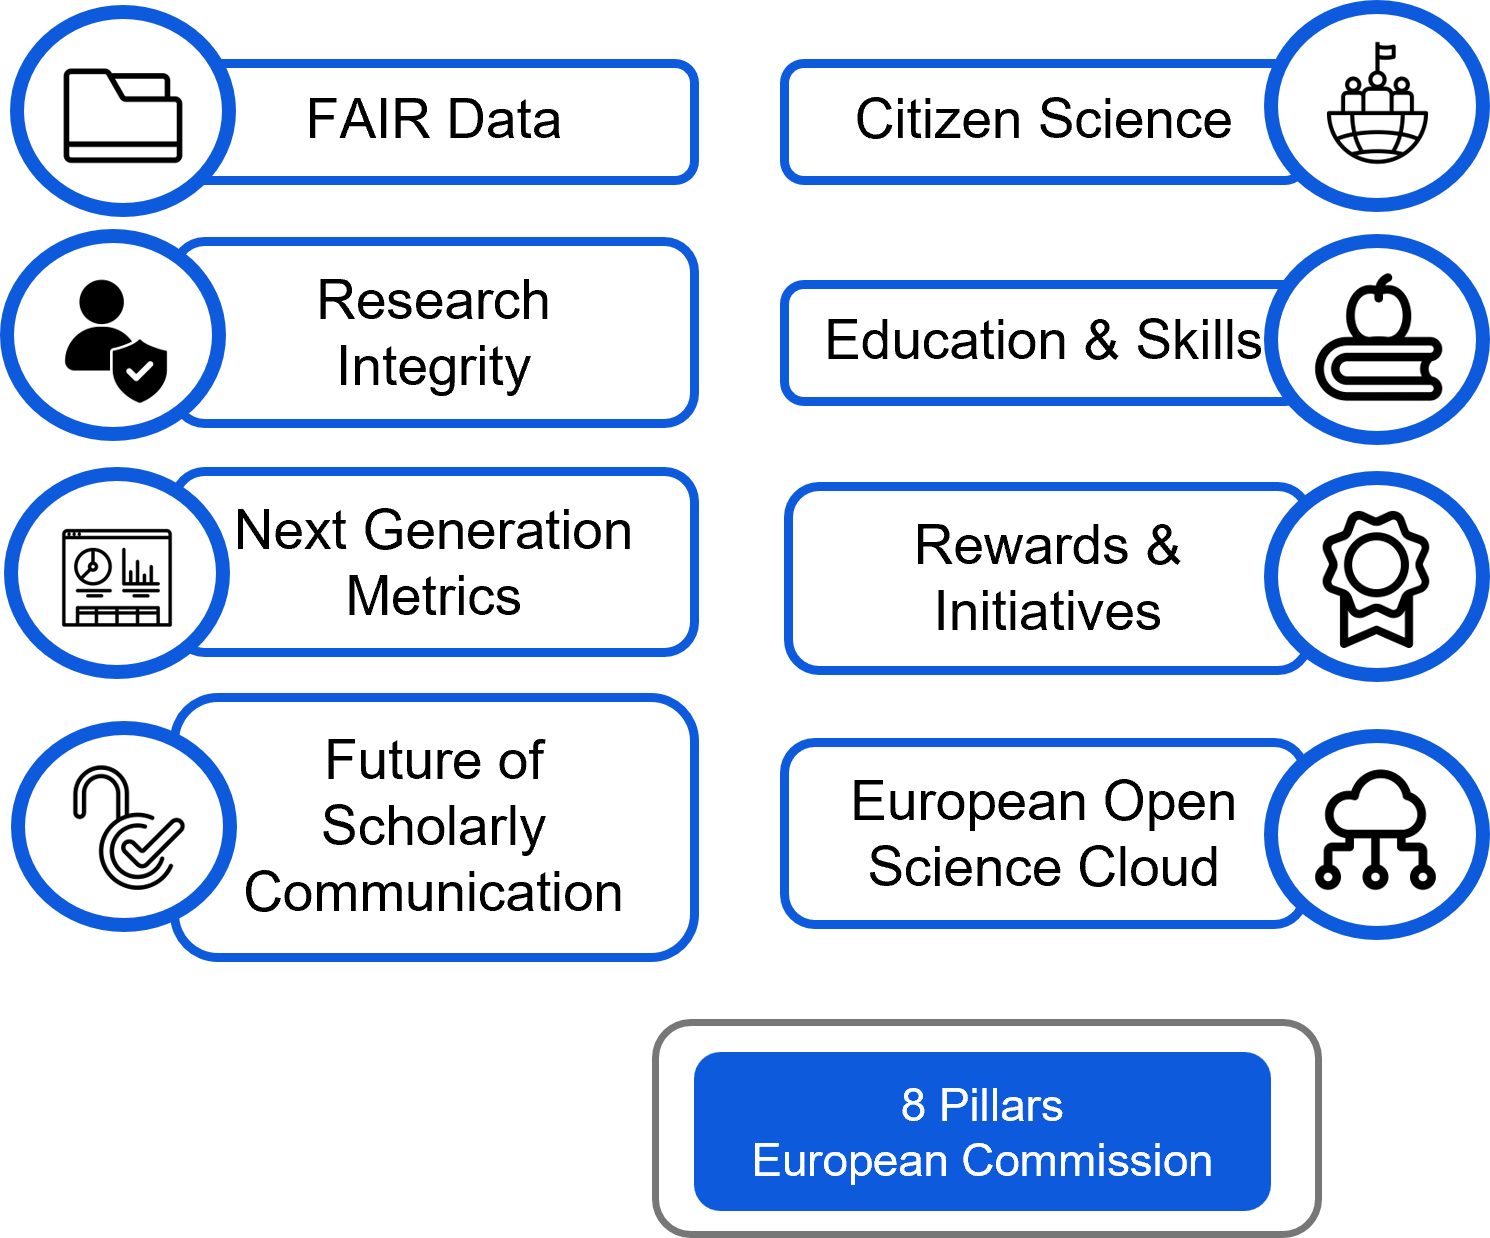 FAIR Data
Citizen Science
Research
Integrity
Education & Skills
Next Generation
Metrics
Rewards &
Initiatives
Future of
Scholarly
Communication
European Open
Science Cloud
8 Pillars
European Commission